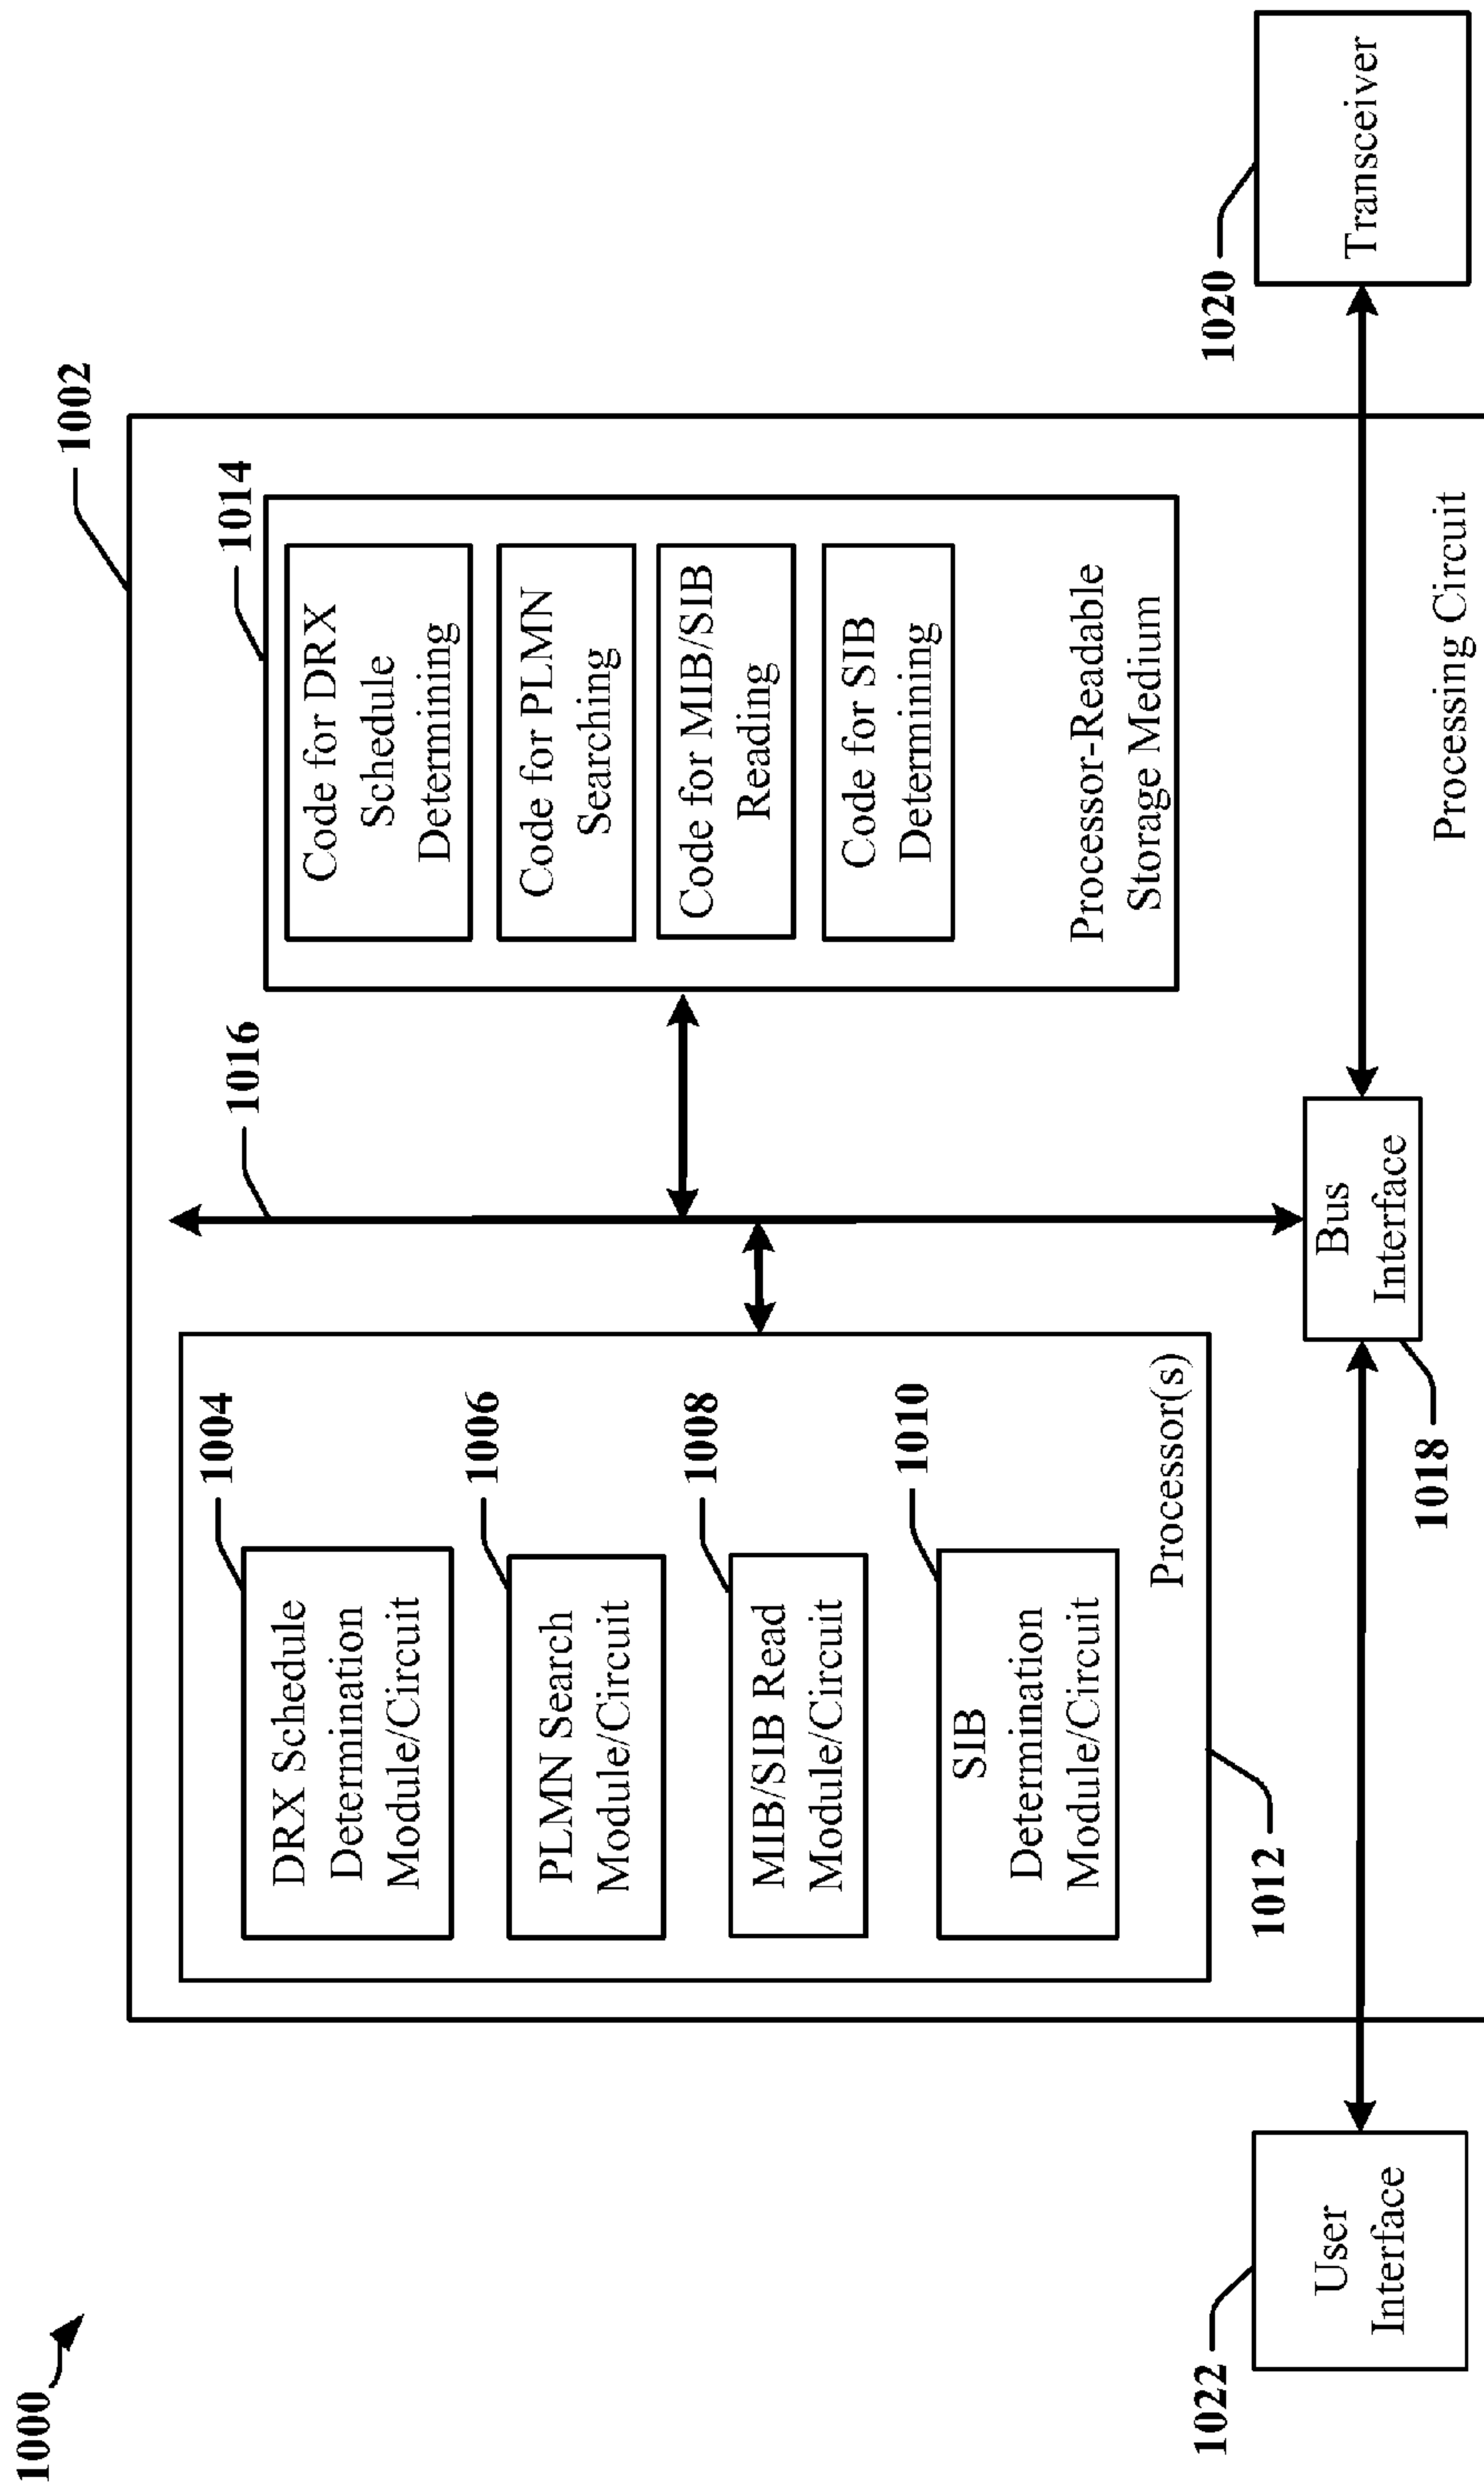 1000
1002
1004
DRX Schedule
Determination
Module/Circuit
1006
PLMN Search
Module/Circuit
1008
MIB/SIB Read
Module/Circuit
1010
SIB
Determination
Module/Circuit
Processor(s)
1012
1016
1014
Code for DRX
Schedule
Determining
Code for PLMN
Searching
Code for MIB/SIB
Reading
Code for SIB
Determining
Processor-Readable
Storage Medium
1022
User
Interface
Bus
Interface
1018
1020
Transceiver
Processing Circuit